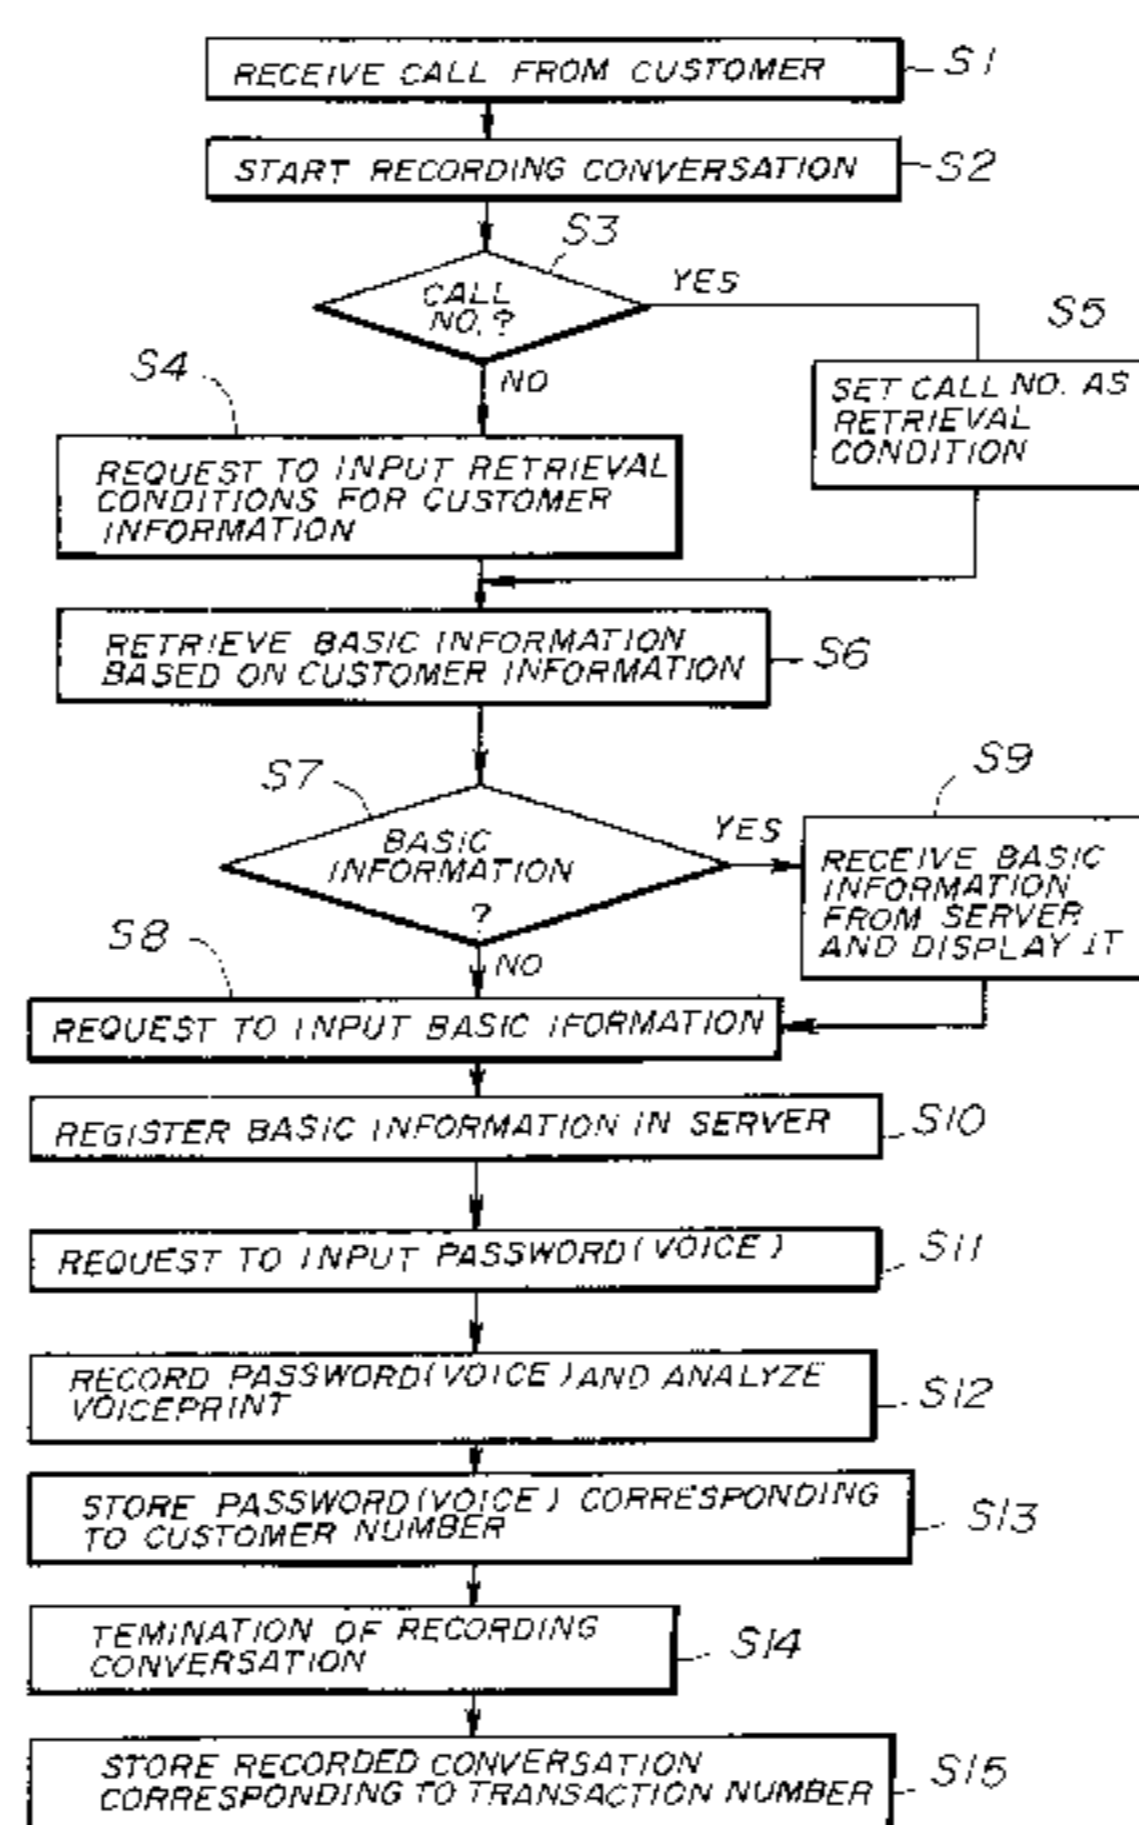 RECEIVE CALL FROM CUSTOMER
S1
START RECORDING CONVERSATION
S2
S3
CALL
NO.?
YES
NO
S4
S5
SET CALL NO. AS
RETRIEVAL
CONDITION
REQUEST TO INPUT RETRIEVAL
CONDITIONS FOR CUSTOMER
INFORMATION
RETRIEVE BASIC INFORMATION
BASED ON CUSTOMER INFORMATION
S6
S7
BASIC
INFORMATION
?
YES
NO
S9
RECEIVE BASIC
INFORMATION
FROM SERVER
AND DISPLAY IT
S8
REQUEST TO INPUT BASIC IFORMATION
REGISTER BASIC INFORMATION IN SERVER
S10
REQUEST TO INPUT PASSWORD(VOICE)
S11
RECORD PASSWORD(VOICE) AND ANALYZE
VOICEPRINT
S12
STORE PASSWORD(VOICE) CORRESPONDING
TO CUSTOMER NUMBER
S13
TEMINATION OF RECORDING
CONVERSATION
S14
STORE RECORDED CONVERSATION
CORRESPONDING TO TRANSACTION NUMBER
S15